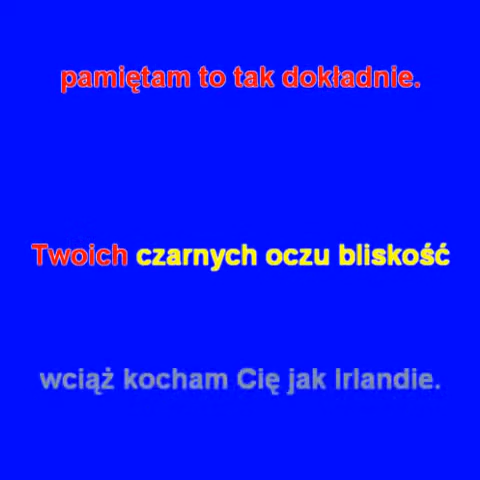 pamiętam to tak dokładnie.
Twoich czarnych oczu bliskość
wciąż kocham Cię jak Irlandie.